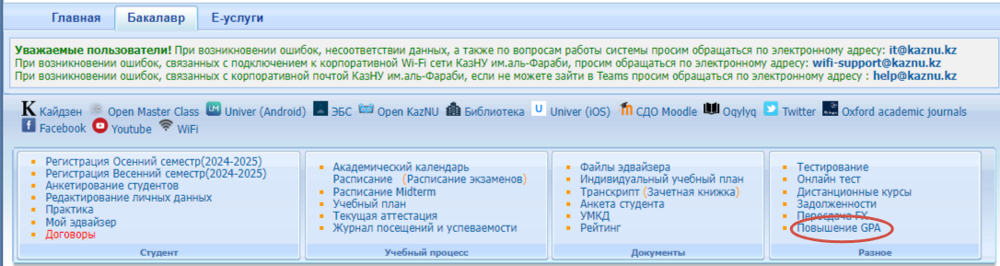 Главная Бакалавр Е-услуги
Уважаемые пользователи! При возникновении ошибок, несоответствии данных, а также по вопросам работы системы просим обращаться по электронному адресу: it@kaznu.kz
При возникновении ошибок, связанных с подключением к корпоративной Wi-Fi сети КазНУ им.аль-Фараби, просим обращаться по электронному адресу: wifi-support@kaznu.kz
При возникновении ошибок, связанных с корпоративной почтой КазНУ им.аль-Фараби, если не можете зайти в Teams просим обращаться по электронному адресу : help@kaznu.kz
K Кайдзен Open Master Class UM Univer (Android) ЭБС Open KazNU Библиотека U Univer (iOS) СДО Moodle Oqylyq Twitter Oxford academic journals
Facebook Youtube WiFi
Регистрация Осенний семестр(2024-2025)
Регистрация Весенний семестр(2024-2025)
Анкетирование студентов
Редактирование личных данных
Практика
Мой эдвайзер
Договоры
Студент
Академический календарь
Расписание (Расписание экзаменов)
Расписание Midterm
Учебный план
Текущая аттестация
Журнал посещений и успеваемости
Учебный процесс
Файлы эдвайзера
Индивидуальный учебный план
Транскрипт (Зачетная книжка)
Анкета студента
УМКД
Рейтинг
Документы
Тестирование
Онлайн тест
Дистанционные курсы
Задолженности
Пересдача FX
Повышение GPA
Разное